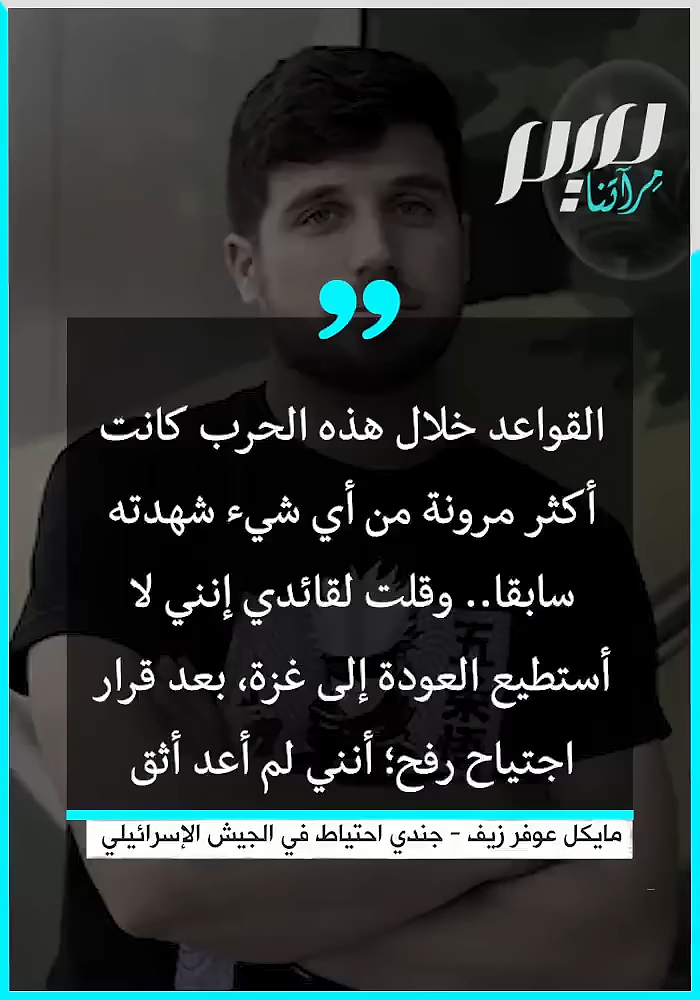 مرآتنا
القواعد خلال هذه الحرب كانت
أكثر مرونة من أي شيء شهدته
سابقا.. وقلت لقائدي إنني لا
أستطيع العودة إلى غزة، بعد قرار
اجتياح رفح؛ أنني لم أعد أثق
مايكل عوفر زيف - جندي احتياط في الجيش الإسرائيلي